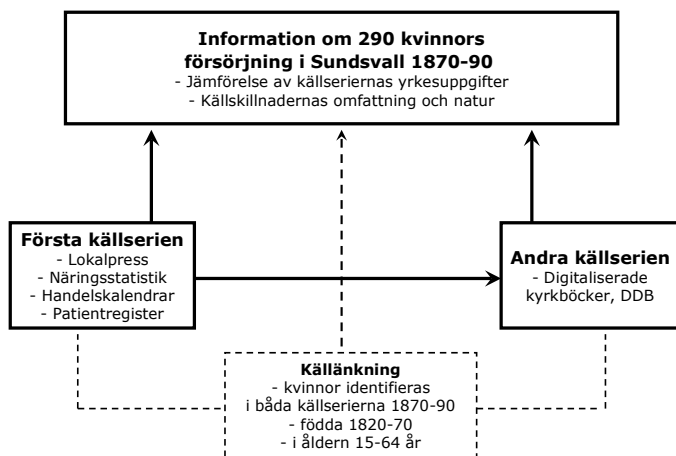 Information om 290 kvinnors
försörjning i Sundsvall 1870-90
- Jämförelse av källseriernas yrkesuppgifter
- Källskillnadernas omfattning och natur
Första källserien
- Lokalpress
- Näringsstatistik
- Handelskalendrar
- Patientregister
Andra källserien
- Digitaliserade
kyrkböcker, DDB
Källänkning
- kvinnor identifieras
i båda källserierna 1870-90
- födda 1820-70
- i åldern 15-64 år